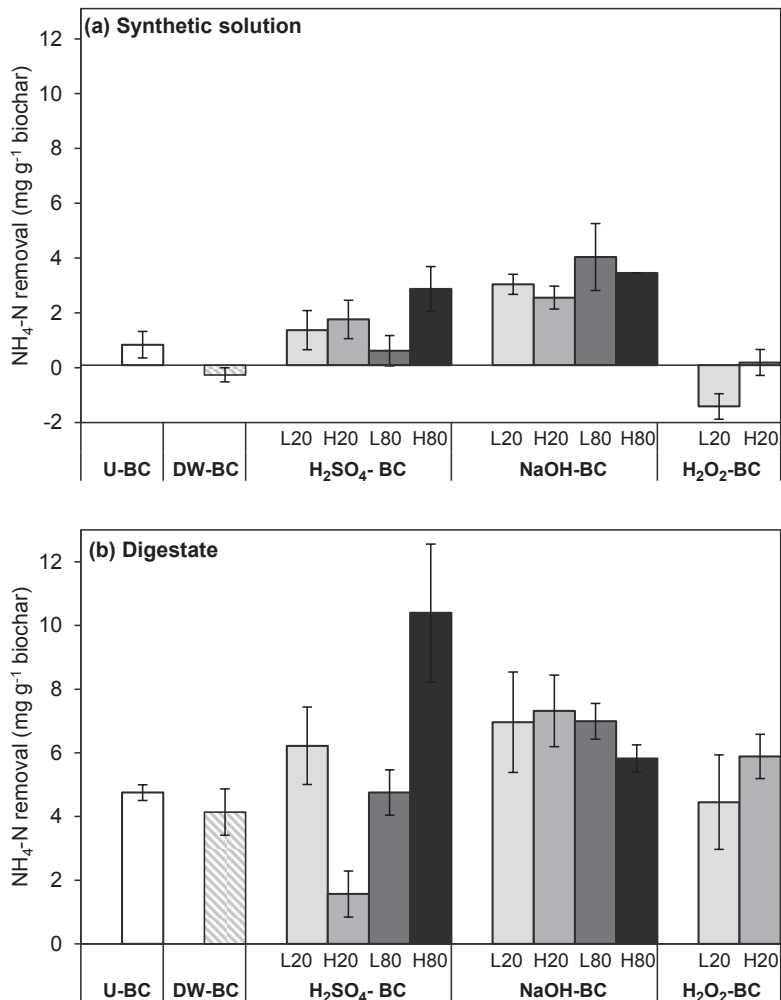 (a) Synthetic solution
NH₄-N removal (mg g⁻¹ biochar)
12
10
8
6
4
2
0
-2
L20 H20 L80 H80 L20 H20 L80 H80 L20 H20
U-BC DW-BC H₂SO₄- BC NaOH-BC H₂O₂-BC
(b) Digestate
NH₄-N removal (mg g⁻¹ biochar)
12
10
8
6
4
2
0
L20 H20 L80 H80 L20 H20 L80 H80 L20 H20
U-BC DW-BC H₂SO₄- BC NaOH-BC H₂O₂-BC